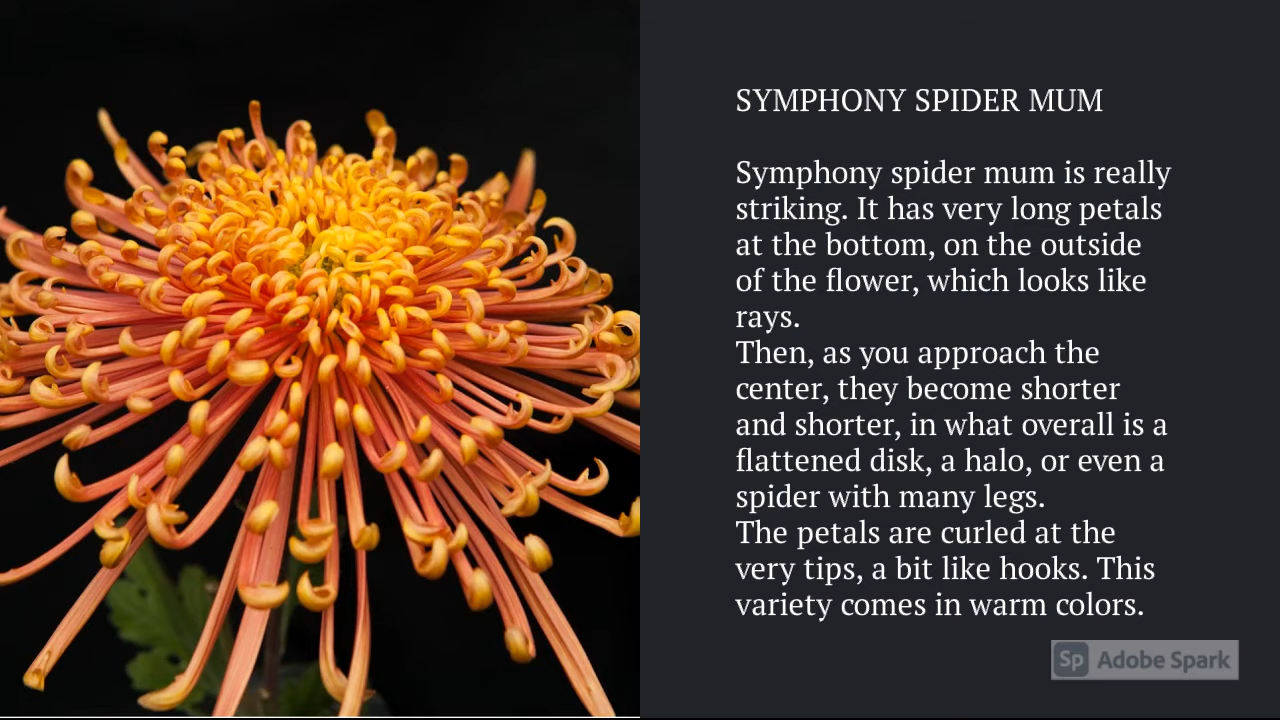 SYMPHONY SPIDER MUM
Symphony spider mum is really
striking. It has very long petals
at the bottom, on the outside
of the flower, which looks like
rays.
Then, as you approach the
center, they become shorter
and shorter, in what overall is a
flattened disk, a halo, or even a
spider with many legs.
The petals are curled at the
very tips, a bit like hooks. This
variety comes in warm colors.
Sp Adobe Spark